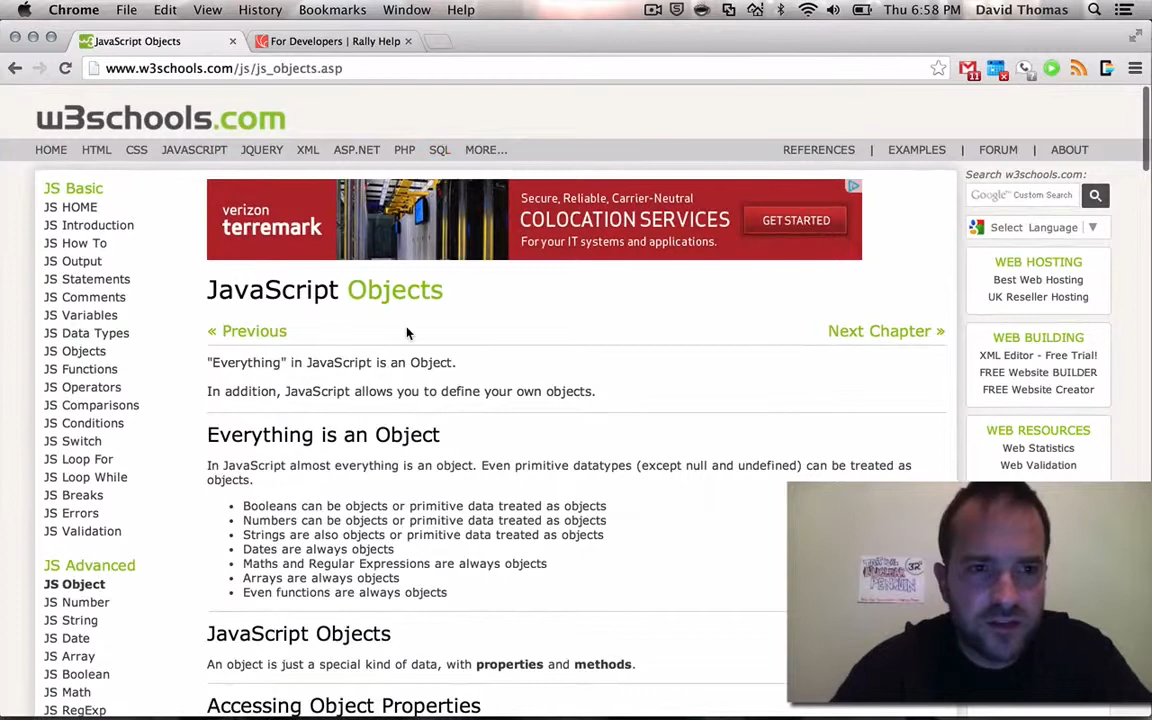 Chrome File Edit View History Bookmarks Window Help Thu 6:58 PM David Thomas
JavaScript Objects × For Developers | Rally Help ×
www.w3schools.com/js/js_objects.asp
11
w3schools.com
HOME HTML CSS JAVASCRIPT JQUERY XML ASP.NET PHP SQL MORE... REFERENCES | EXAMPLES | FORUM | ABOUT
JS Basic
JS HOME
JS Introduction
JS How To
JS Output
JS Statements
JS Comments
JS Variables
JS Data Types
JS Objects
JS Functions
JS Operators
JS Comparisons
JS Conditions
JS Switch
JS Loop For
JS Loop While
JS Breaks
JS Errors
JS Validation
JS Advanced
JS Object
JS Number
JS String
JS Date
JS Array
JS Boolean
JS Math
JS RegExp
verizon
terremark
Secure, Reliable, Carrier-Neutral
COLOCATION SERVICES
For your IT systems and applications.
GET STARTED
JavaScript Objects
« Previous Next Chapter »
"Everything" in JavaScript is an Object.
In addition, JavaScript allows you to define your own objects.
Everything is an Object
In JavaScript almost everything is an object. Even primitive datatypes (except null and undefined) can be treated as
objects.
• Booleans can be objects or primitive data treated as objects
• Numbers can be objects or primitive data treated as objects
• Strings are also objects or primitive data treated as objects
• Dates are always objects
• Maths and Regular Expressions are always objects
• Arrays are always objects
• Even functions are always objects
JavaScript Objects
An object is just a special kind of data, with properties and methods.
Accessing Object Properties
Search w3schools.com:
Google™ Custom Search
Select Language ▼
WEB HOSTING
Best Web Hosting
UK Reseller Hosting
WEB BUILDING
XML Editor - Free Trial!
FREE Website BUILDER
FREE Website Creator
WEB RESOURCES
Web Statistics
Web Validation